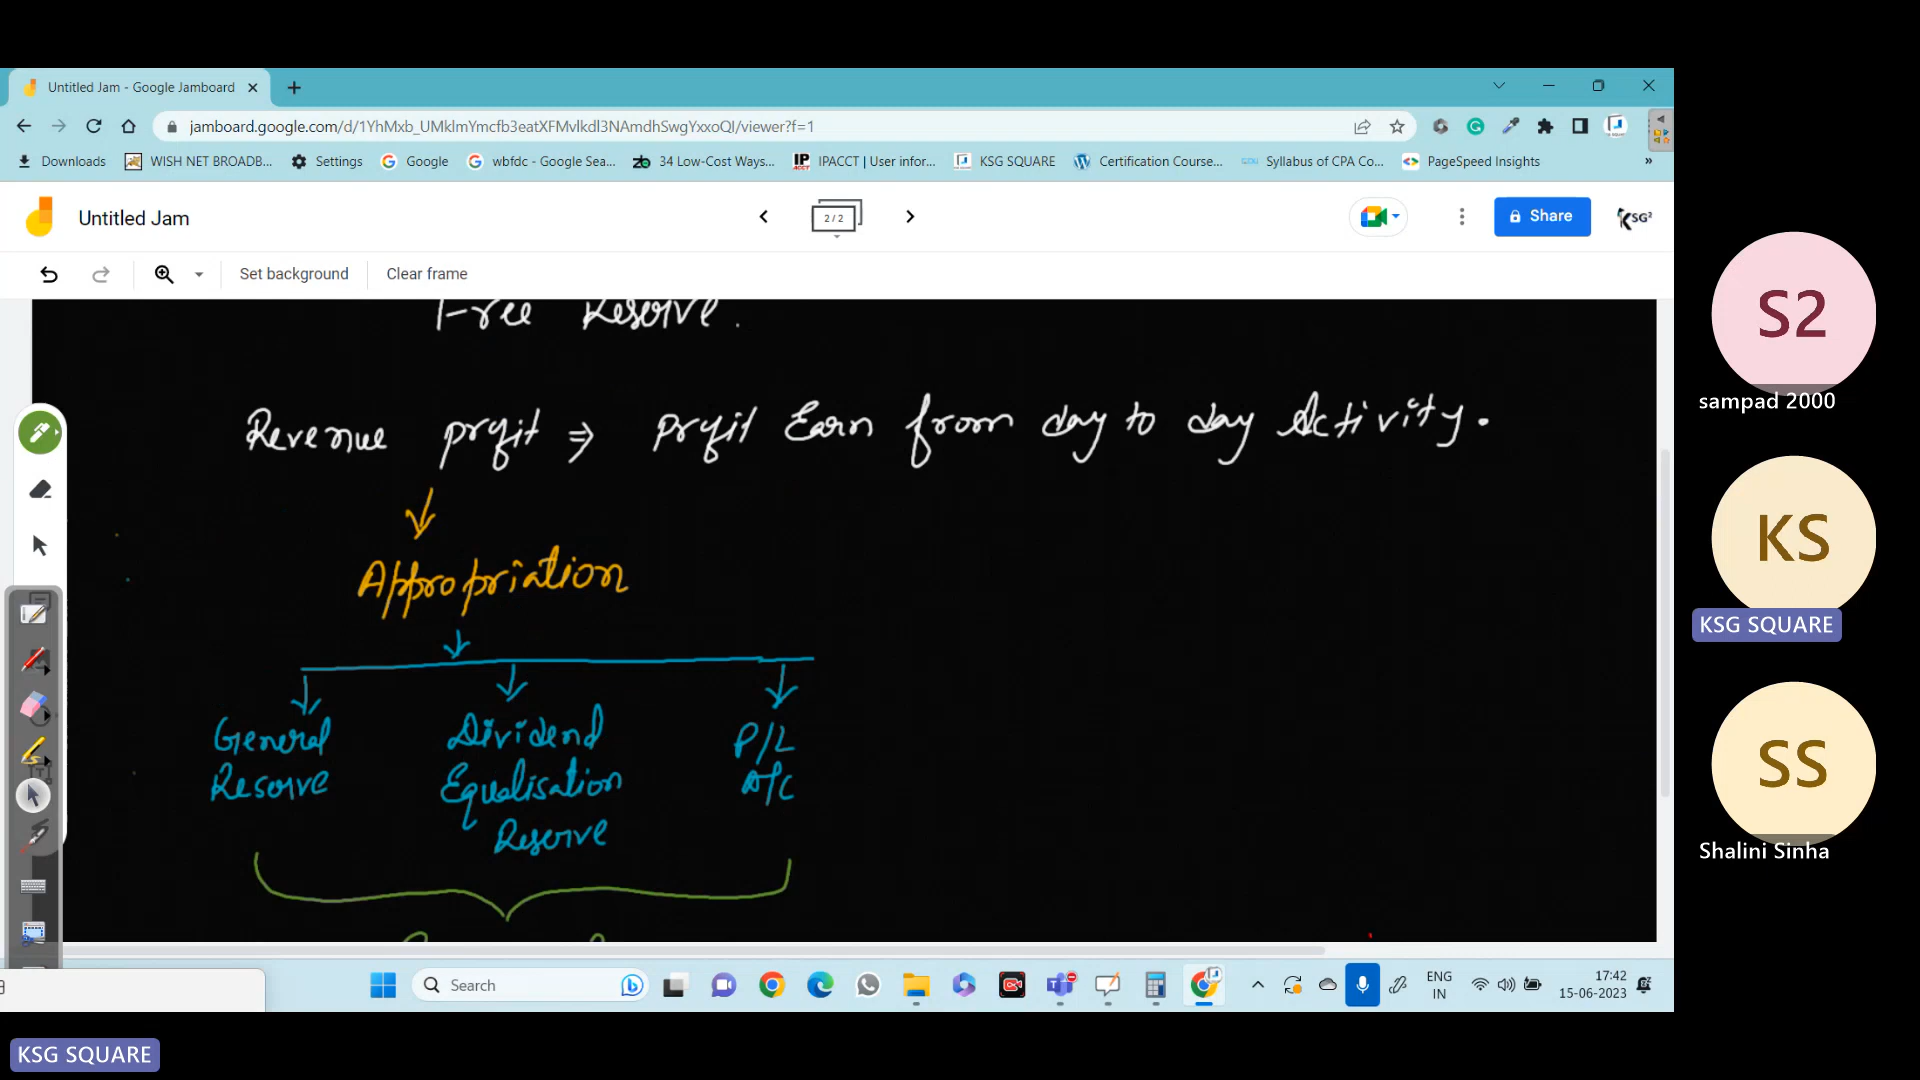 Untitled Jam - Google Jamboard
jamboard.google.com/d/1YhMxb_UMklmYmcfb3eatXFMvlkdl3NAmdhSwgYxxoQI/viewer?f=1
Downloads WISH NET BROADB... Settings Google wbfdc - Google Sea... 34 Low-Cost Ways... IPACCT | User infor... KSG SQUARE Certification Course... Syllabus of CPA Co... PageSpeed Insights »
Untitled Jam
2 / 2
Share
KSG²
Set background Clear frame
Free Reserve.
Revenue profit ⇒ profit Earn from day to day Activity.
Appropriation
General Reserve
Dividend Equalisation Reserve
P/L A/C
S2
sampad 2000
KS
KSG SQUARE
SS
Shalini Sinha
Search
ENG
IN
17:42
15-06-2023
KSG SQUARE